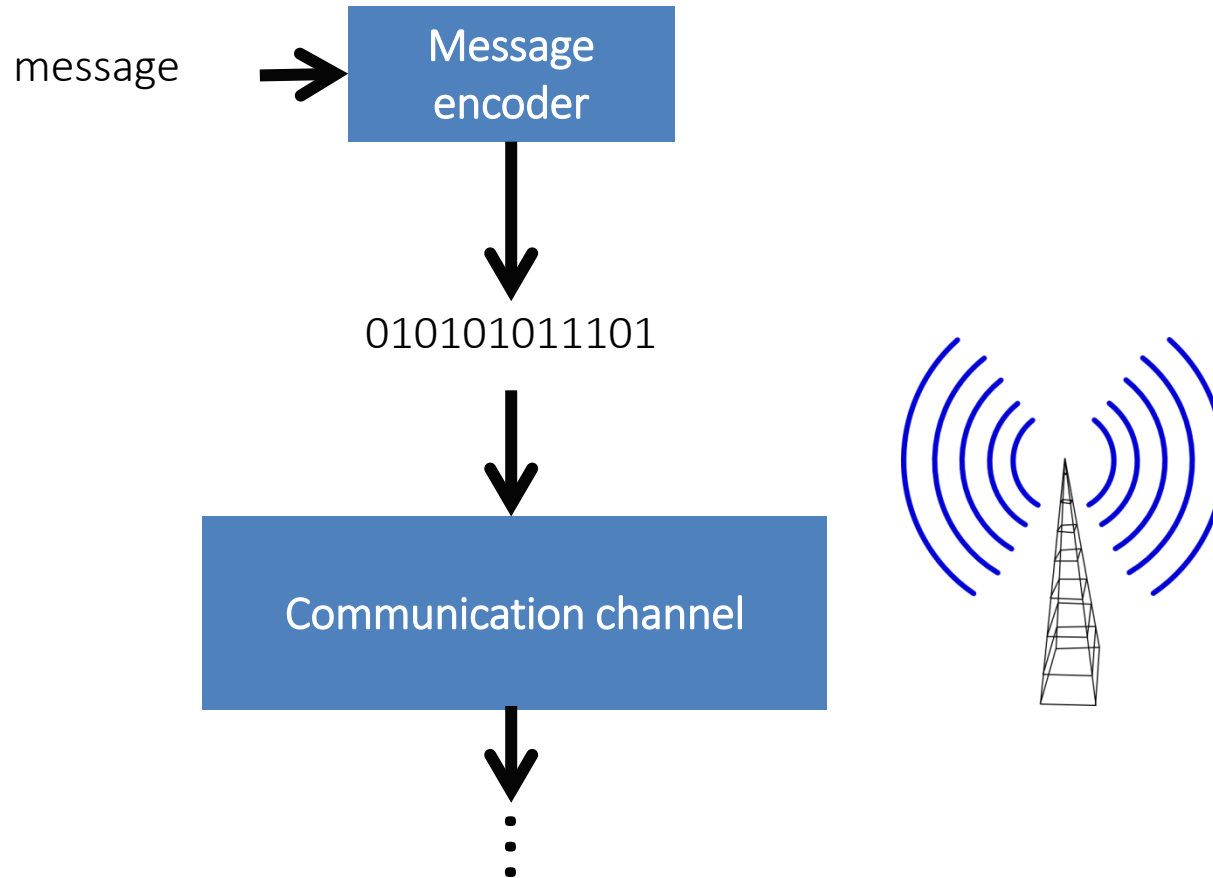 message
Message
encoder
010101011101
Communication channel